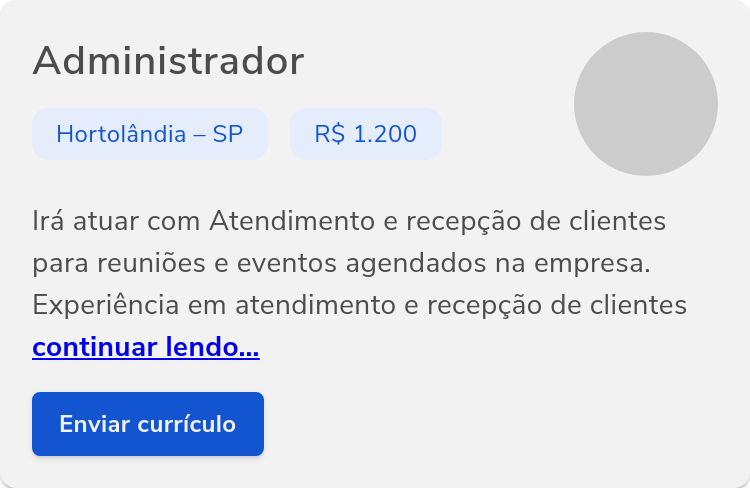 Administrador
Hortolândia – SP
R$ 1.200
Irá atuar com Atendimento e recepção de clientes
para reuniões e eventos agendados na empresa.
Experiência em atendimento e recepção de clientes
continuar lendo...
Enviar currículo